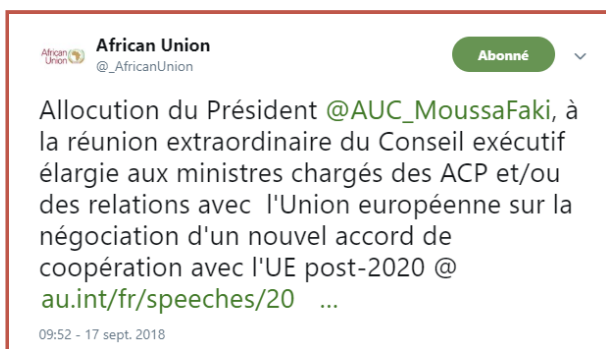 African Union
African Union
@_AfricanUnion
Abonné
Allocution du Président @AUC_MoussaFaki, à
la réunion extraordinaire du Conseil exécutif
élargie aux ministres chargés des ACP et/ou
des relations avec l'Union européenne sur la
négociation d'un nouvel accord de
coopération avec l'UE post-2020 @
au.int/fr/speeches/20 ...
09:52 - 17 sept. 2018